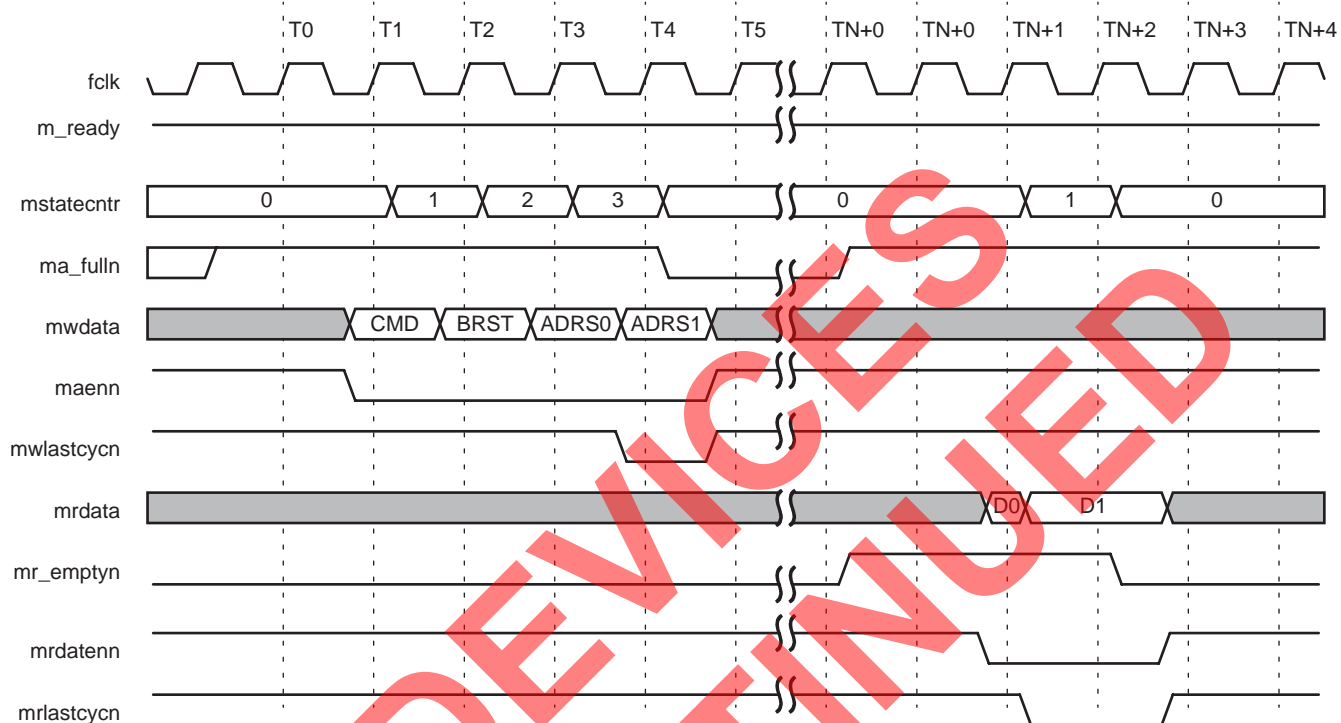 T0 T1 T2 T3 T4 T5 TN+0 TN+0 TN+1 TN+2 TN+3 TN+4
fclk
m_ready
mstatecntr 0 1 2 3 0 1 0
ma_fulln
mwdata CMD BRST ADRS0 ADRS1
maenn
mwlastcycn
mrdata D0 D1
mr_emptyn
mrdatenn
mrlastcycn
DEVICES
TINUED